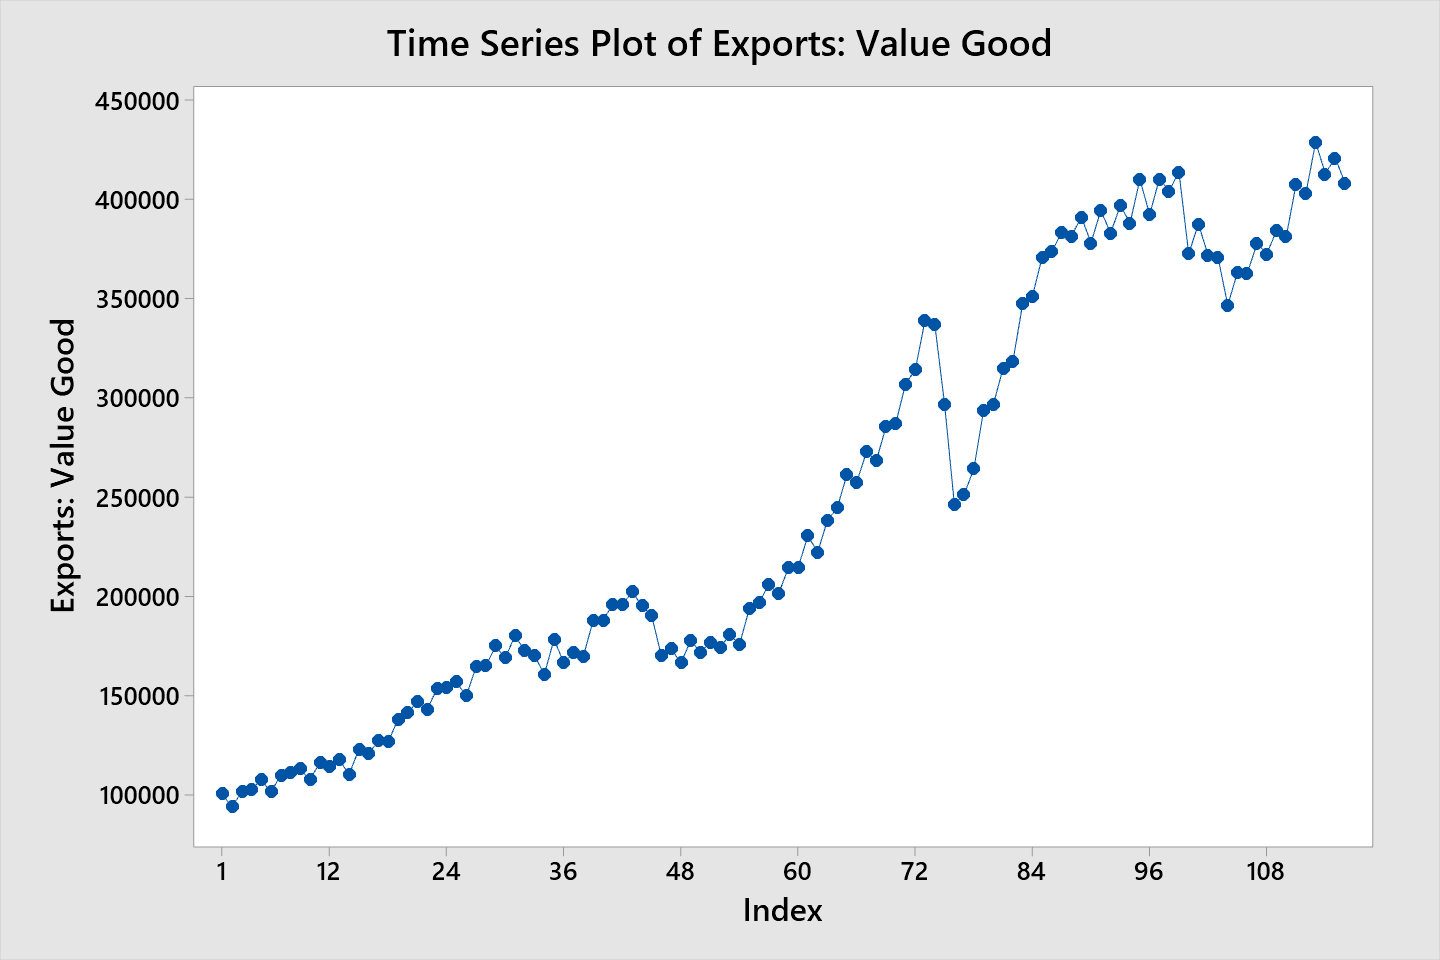 Time Series Plot of Exports: Value Good
450000
400000
350000
300000
250000
200000
150000
100000
Exports: Value Good
1 12 24 36 48 60 72 84 96 108
Index